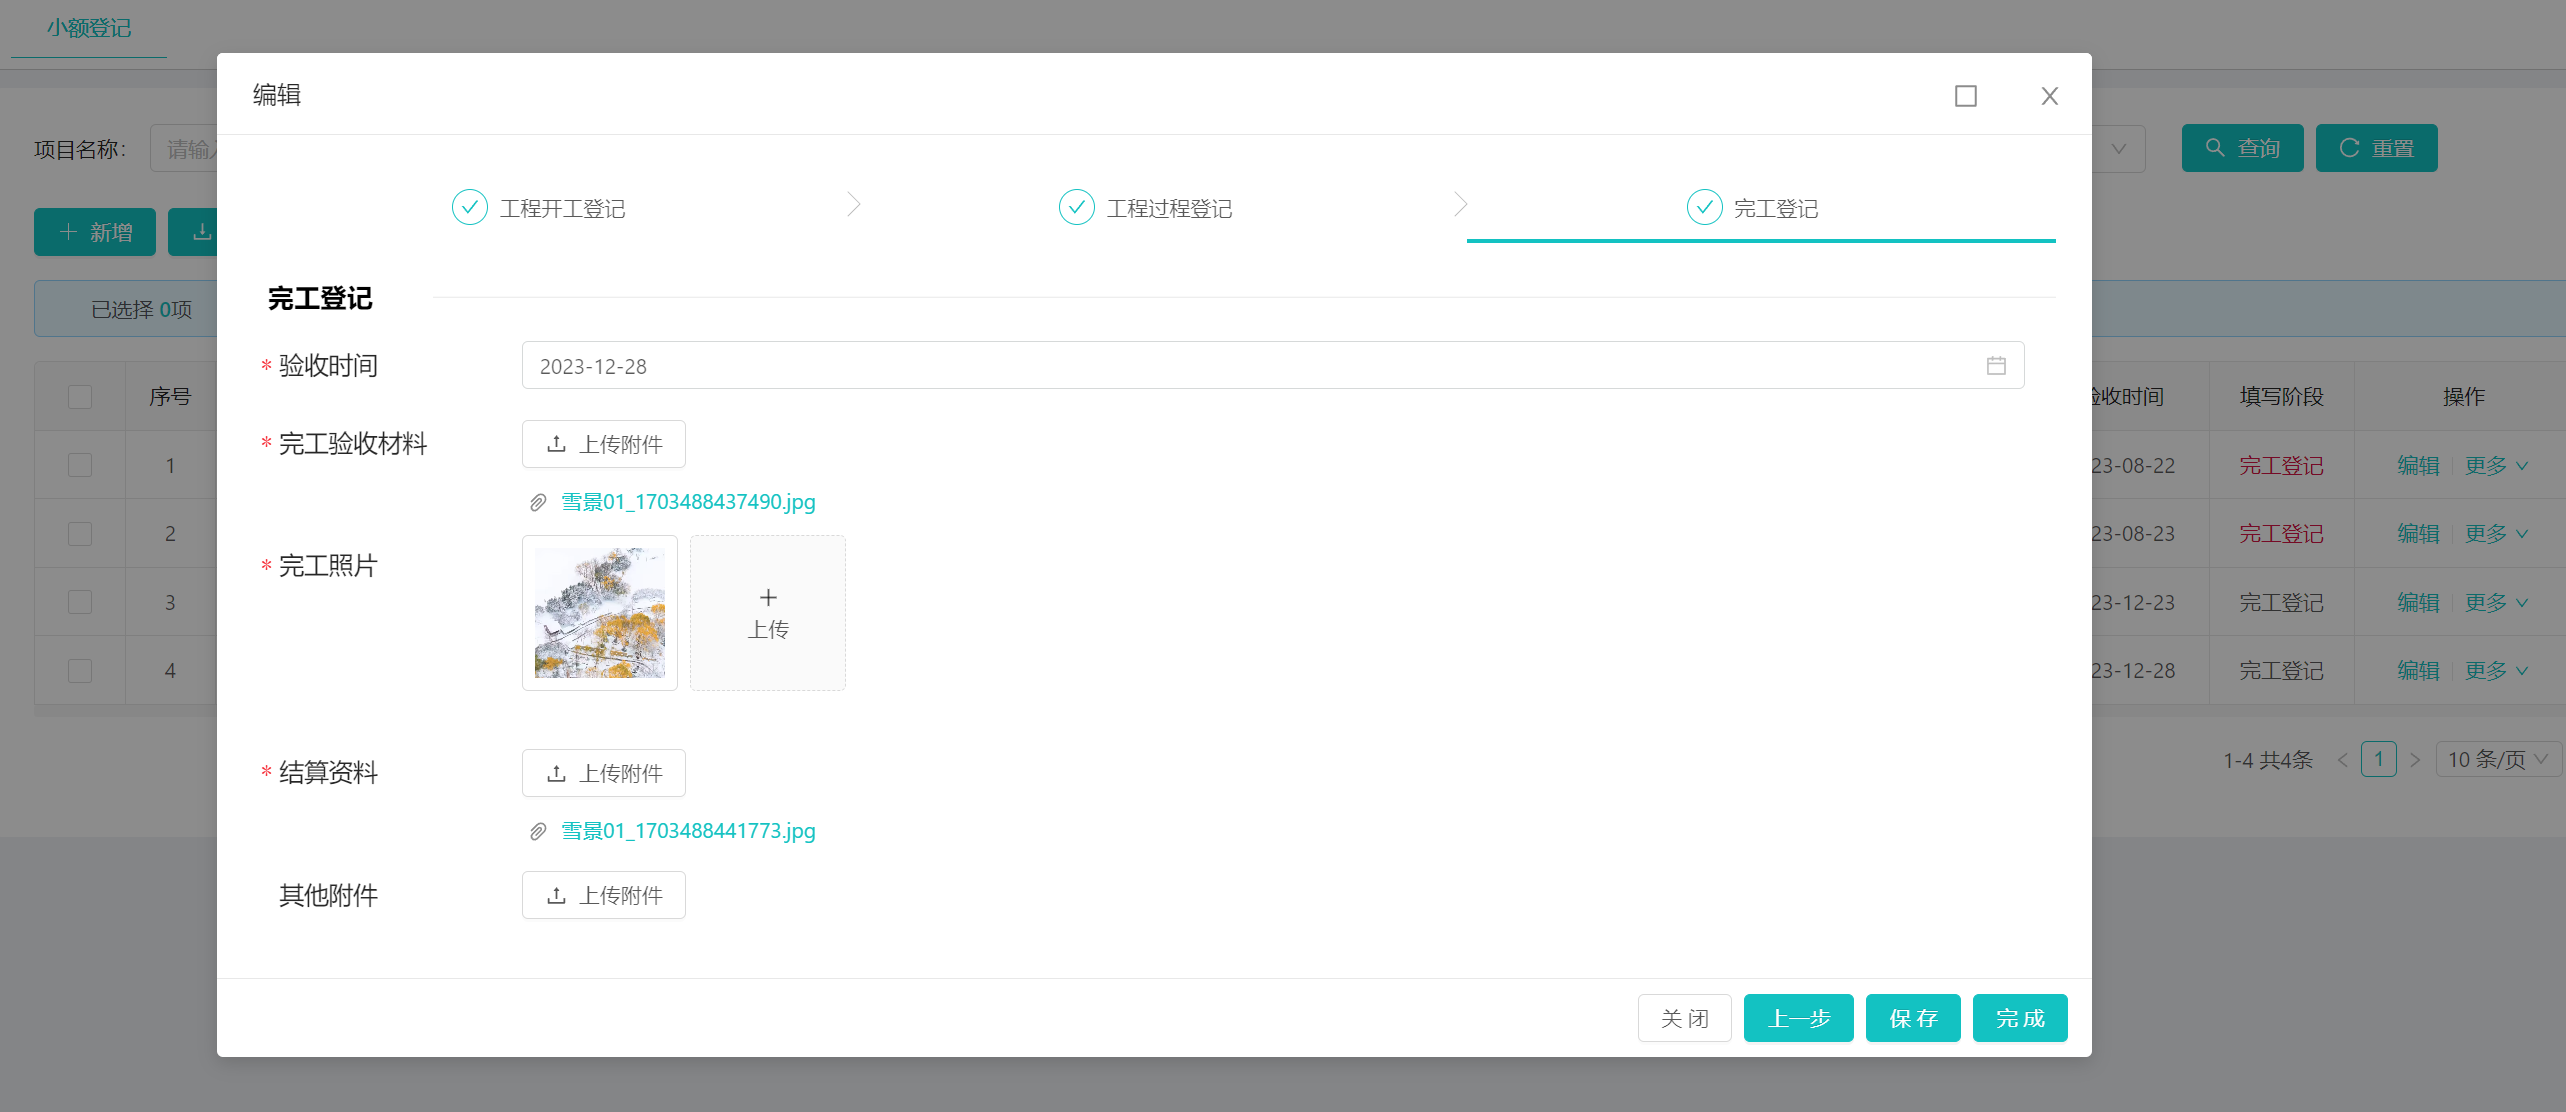 小额登记
编辑
项目名称：
请输入
查询
重置
工程开工登记
工程过程登记
完工登记
新增
完工登记
已选择 0项
验收时间
2023-12-28
序号
验收时间
填写阶段
操作
完工验收材料
上传附件
1
23-08-22
完工登记
编辑
更多
雪景01_1703488437490.jpg
2
23-08-23
完工登记
编辑
更多
完工照片
上传
3
23-12-23
完工登记
编辑
更多
4
23-12-28
完工登记
编辑
更多
1-4 共4条
1
10 条/页
结算资料
上传附件
雪景01_1703488441773.jpg
其他附件
上传附件
关 闭
上一步
保 存
完 成